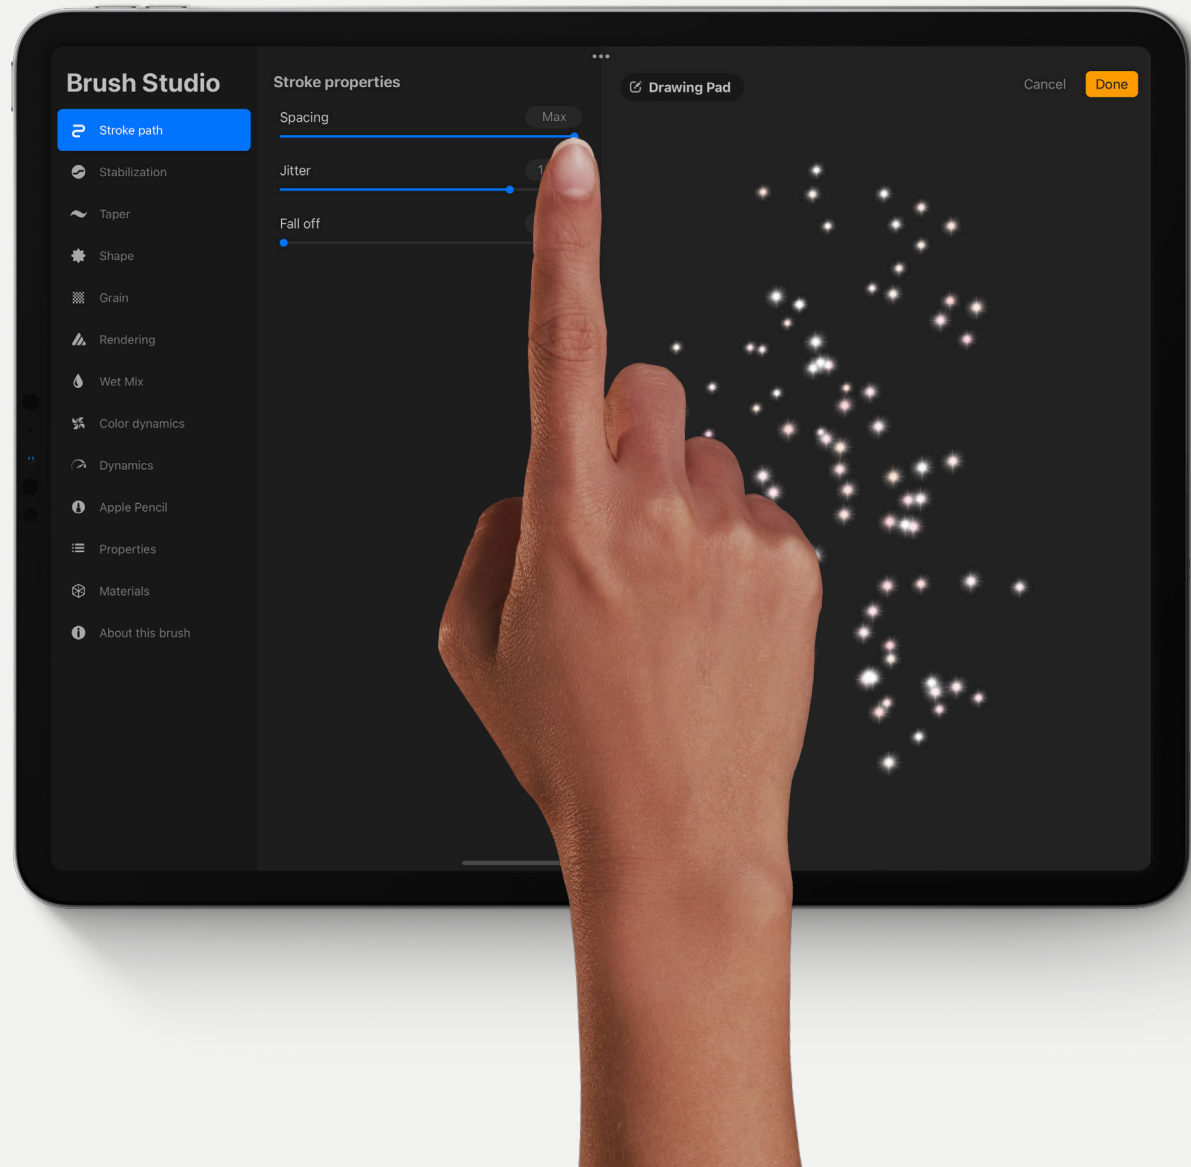 Brush Studio
Stroke path
Stabilization
Taper
Shape
Grain
Rendering
Wet Mix
Color dynamics
Dynamics
Apple Pencil
Properties
Materials
About this brush
Stroke properties
Spacing
Max
Jitter
Fall off
Drawing Pad
Cancel
Done